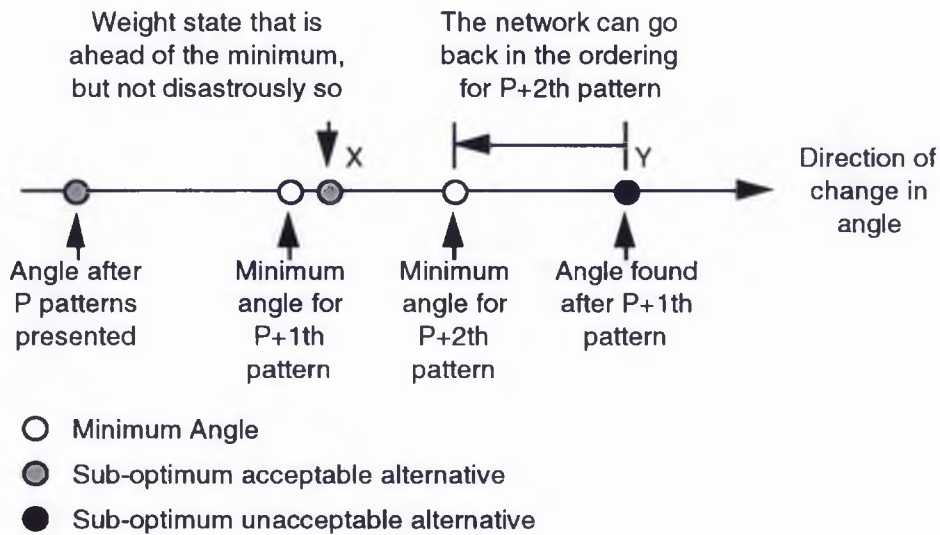 Weight state that is
ahead of the minimum,
but not disastrously so
The network can go
back in the ordering
for P+2th pattern
X
Y
Direction of
change in
angle
Angle after
P patterns
presented
Minimum
angle for
P+1th
pattern
Minimum
angle for
P+2th
pattern
Angle found
after P+1th
pattern
Minimum Angle
Sub-optimum acceptable alternative
Sub-optimum unacceptable alternative